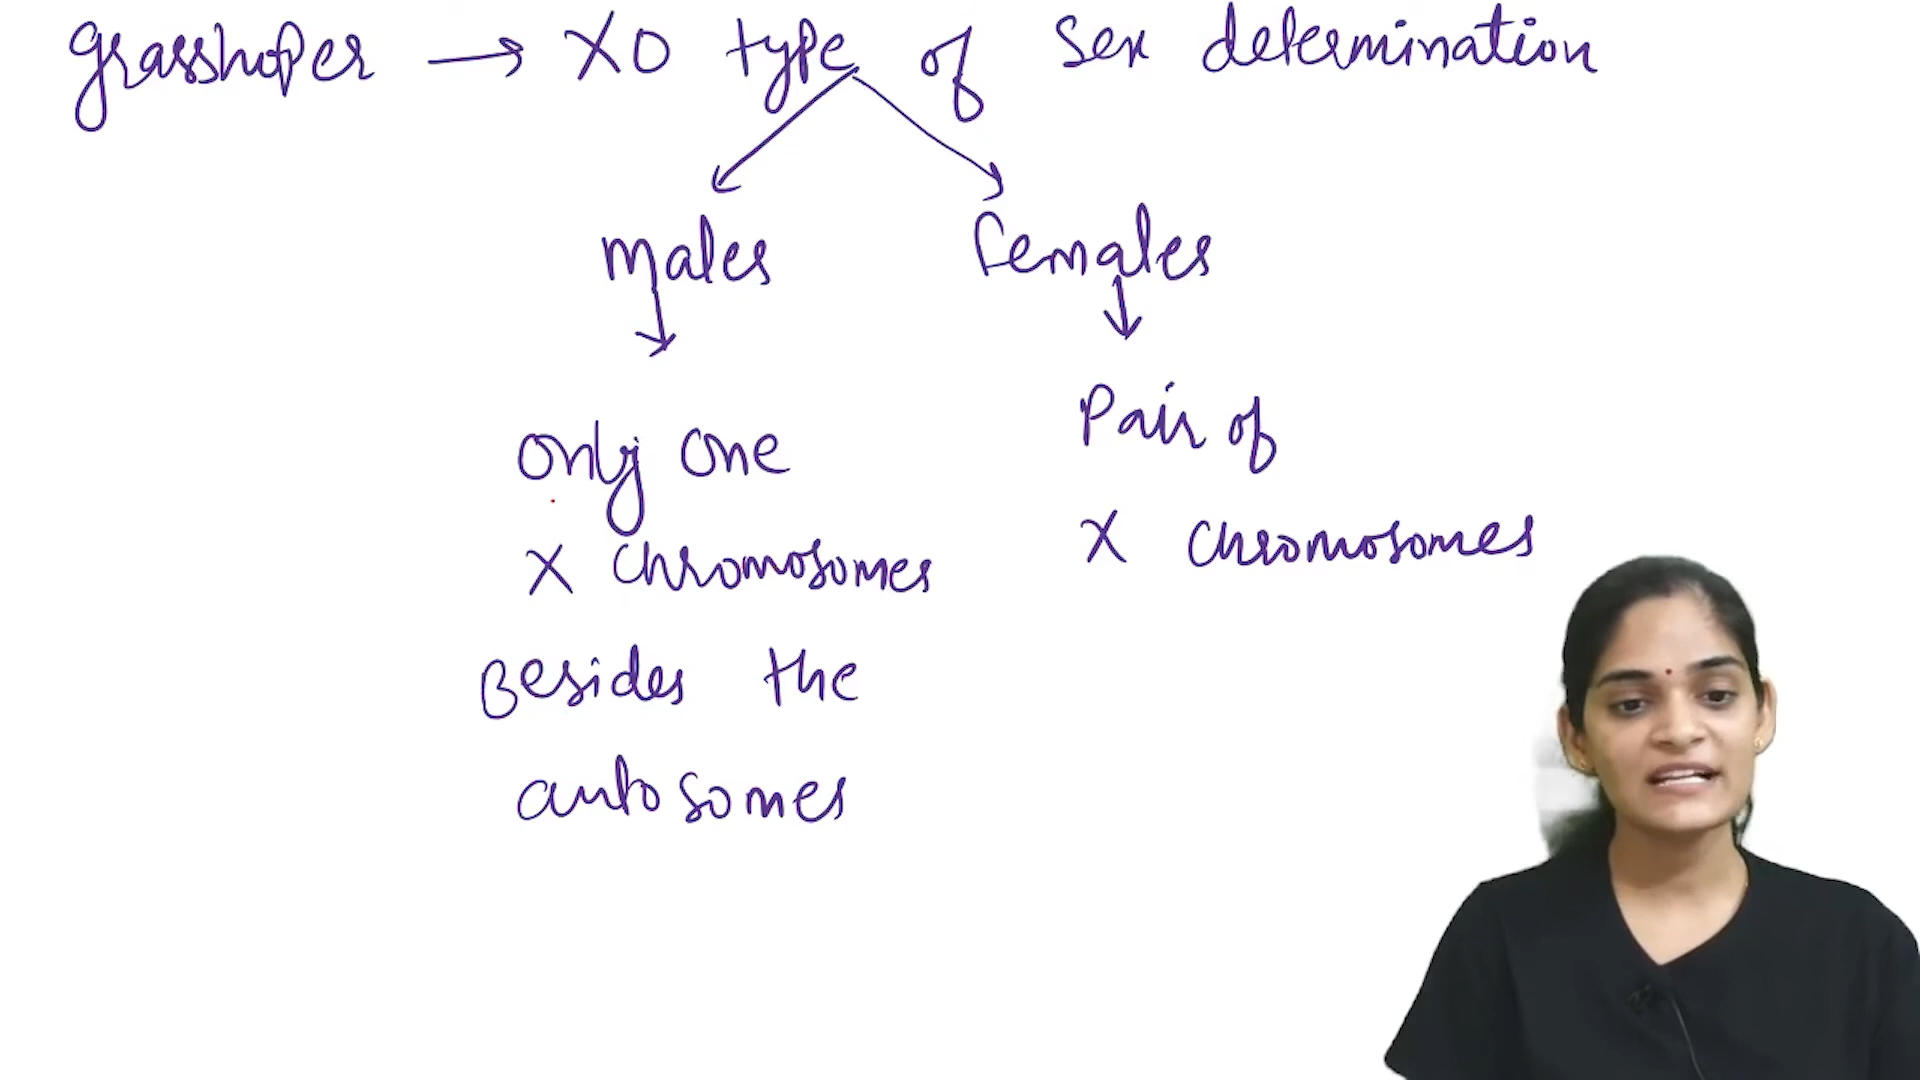 grasshoper → XO type of sex determination
males females
only one
Pair of
X chromosomes
X chromosomes
Besides the
autosomes